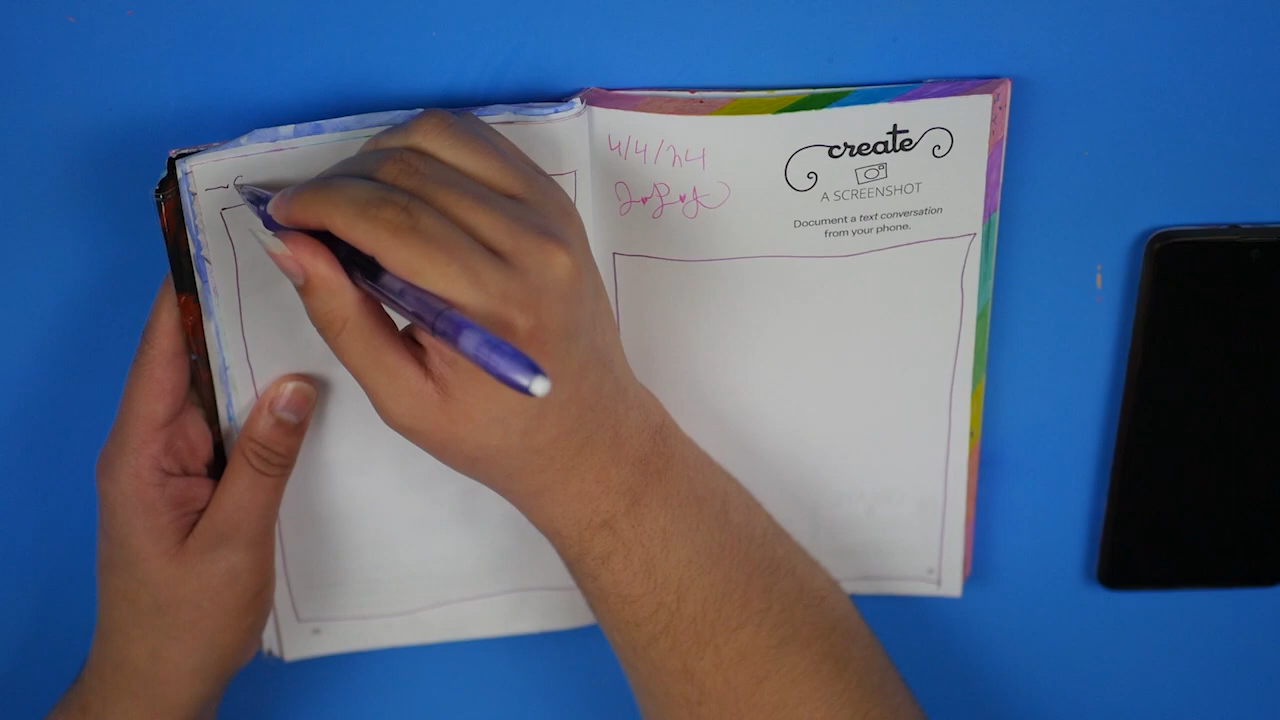 4/4/24
create
A SCREENSHOT
Document a text conversation
from your phone.